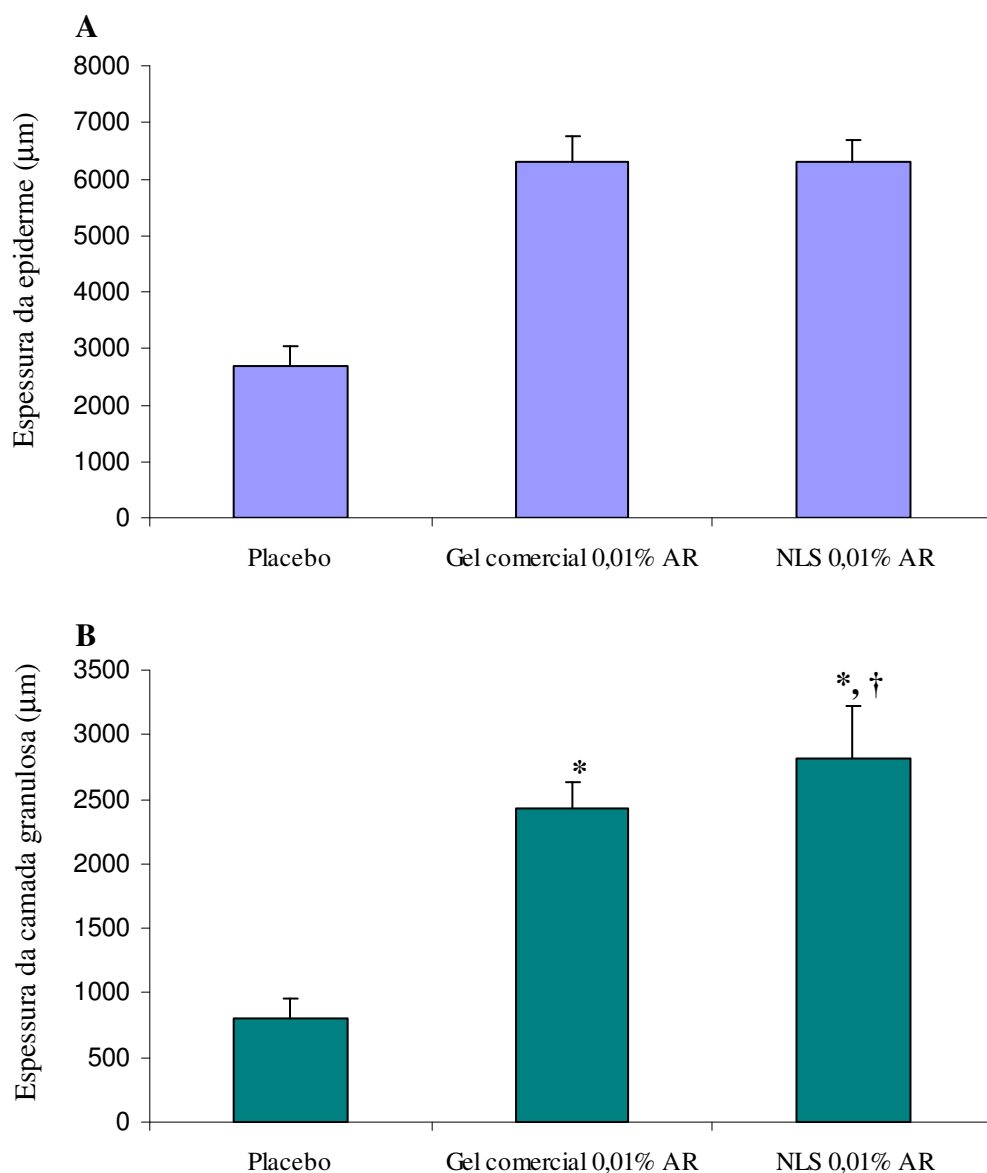 A
Espessura da epiderme (µm)
8000
7000
6000
5000
4000
3000
2000
1000
0
Placebo
Gel comercial 0,01% AR
NLS 0,01% AR
B
Espessura da camada granulosa (µm)
3500
3000
2500
2000
1500
1000
500
0
*
*, †
Placebo
Gel comercial 0,01% AR
NLS 0,01% AR